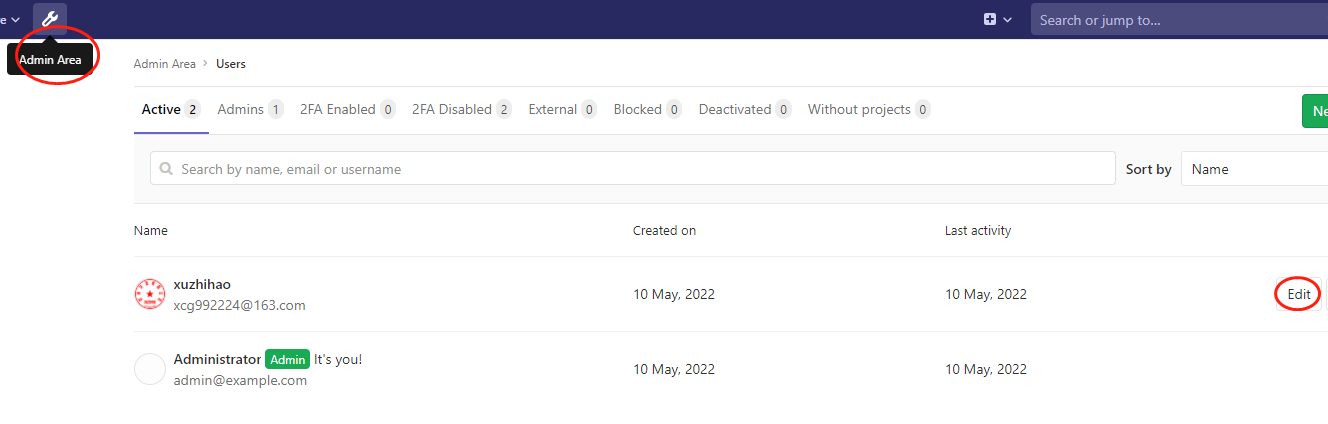 e
Search or jump to...
Admin Area
Admin Area > Users
Active 2 Admins 1 2FA Enabled 0 2FA Disabled 2 External 0 Blocked 0 Deactivated 0 Without projects 0
Ne
Search by name, email or username
Sort by Name
Name Created on Last activity
xuzhihao
xcg992224@163.com
10 May, 2022 10 May, 2022
Edit
Administrator Admin It's you!
admin@example.com
10 May, 2022 10 May, 2022